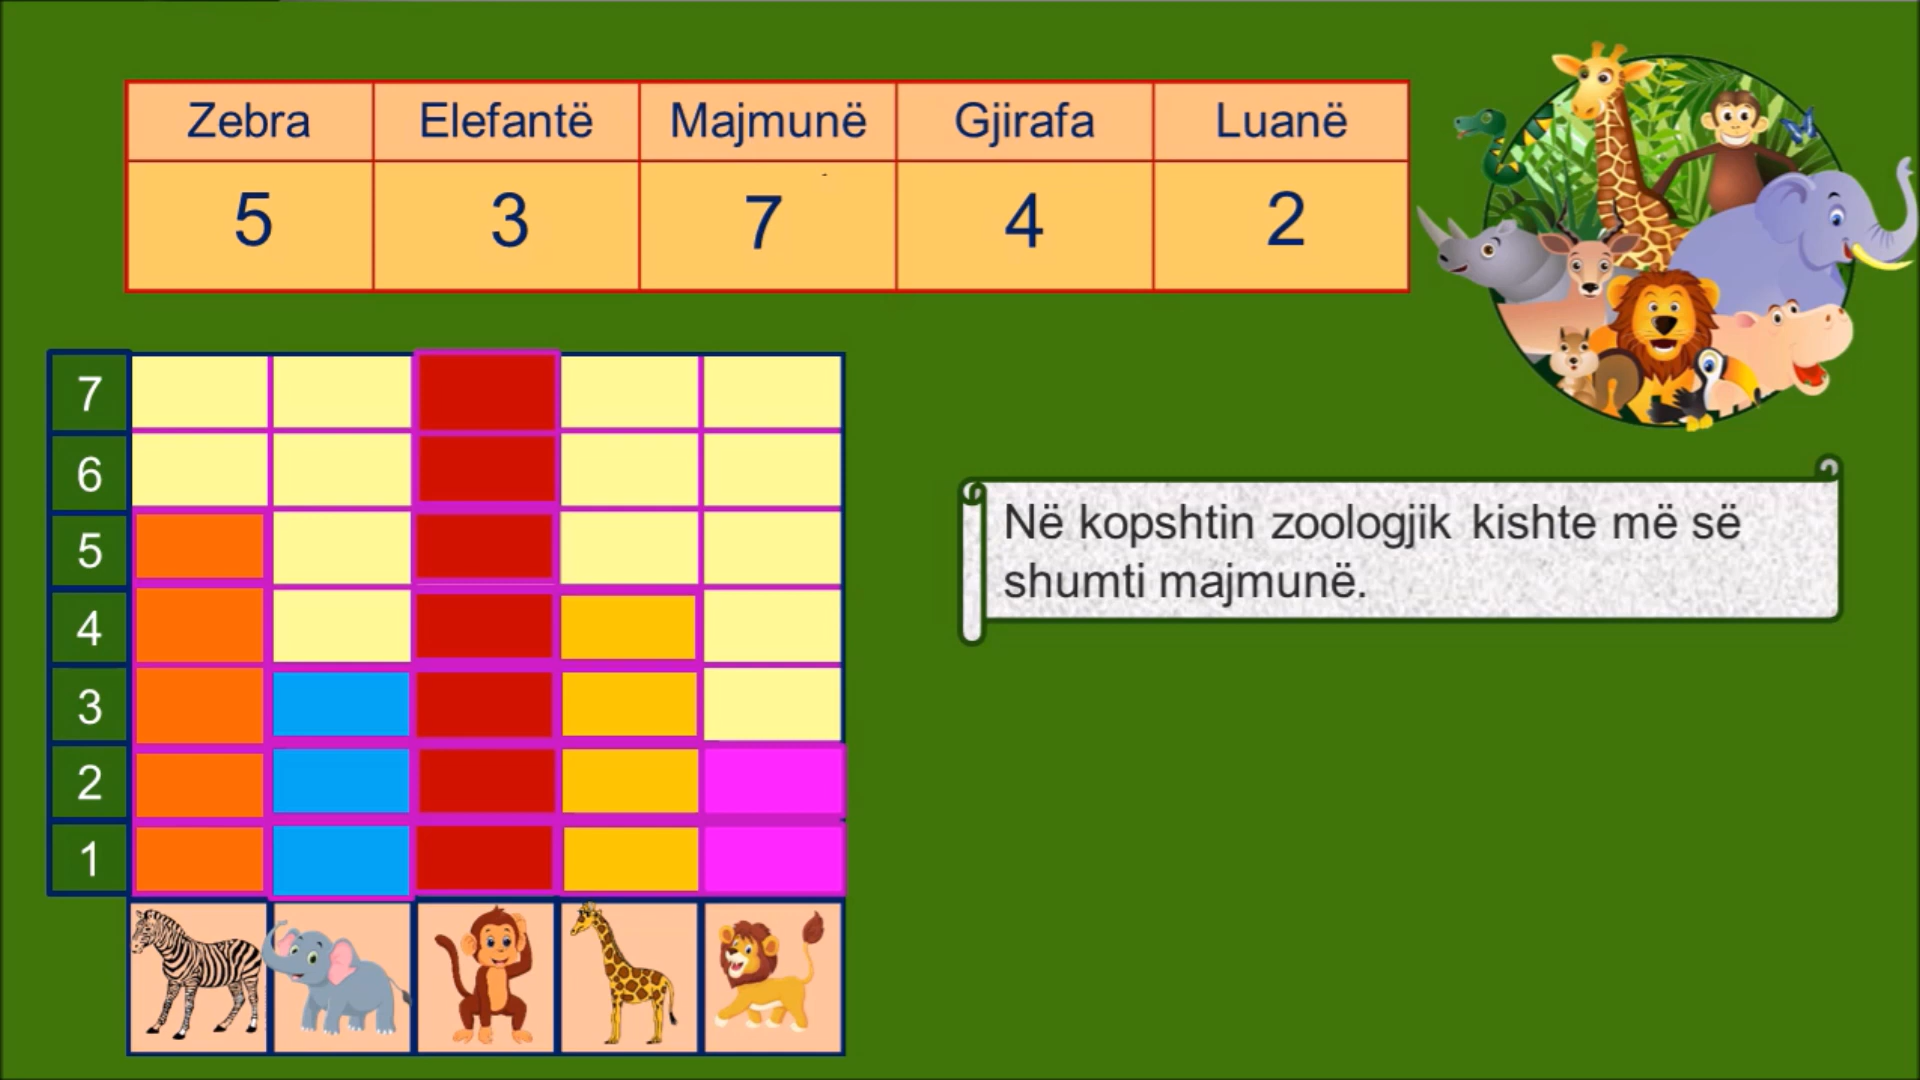 Zebra Elefantë Majmunë Gjirafa Luanë
5 3 7 4 2
7
6
5
4
3
2
1
Në kopshtin zoologjik kishte më së
shumti majmunë.